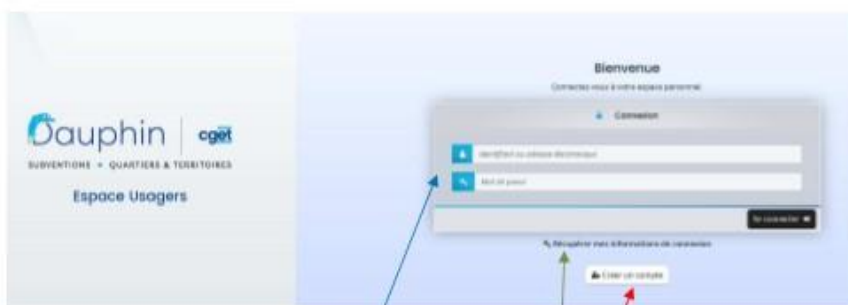 Dauphin | cget
SUBVENTIONS • QUARTIERS & TERRITOIRES
Espace Usagers
Bienvenue
Connectez-vous à votre espace personnel
Connexion
Identifiant ou adresse électronique
Mot de passe
Se connecter
Récupérer mes informations de connexion
Créer un compte